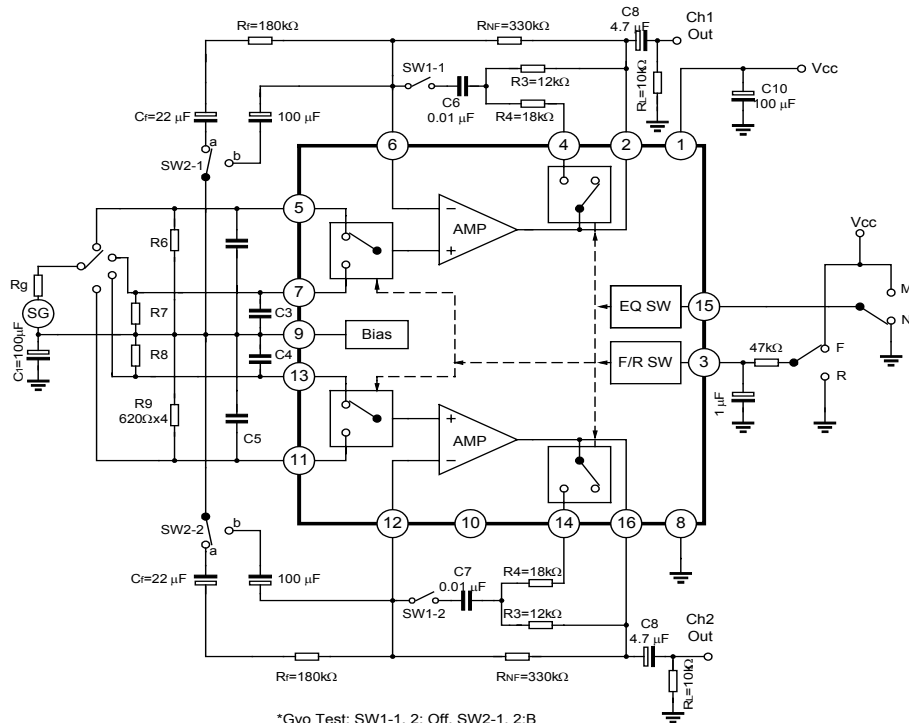 Rf=180kΩ
RNF=330kΩ
C8
4.7 μF
Ch1
Out
SW1-1
C6
0.01 μF
R3=12kΩ
R4=18kΩ
RL=10kΩ
Vcc
C10
100 μF
Cf=22 μF
100 μF
a
b
SW2-1
6
4
2
1
5
AMP
−
+
R6
Rg
SG
C1=100μF
R7
C3
7
9
Bias
R8
C4
13
R9
620Ωx4
C5
11
AMP
+
−
EQ SW
15
F/R SW
3
47kΩ
1 μF
Vcc
M
N
F
R
12
10
14
16
8
SW2-2
b
a
Cf=22 μF
100 μF
SW1-2
C7
0.01 μF
R4=18kΩ
R3=12kΩ
C8
4.7 μF
Ch2
Out
RL=10kΩ
Rf=180kΩ
RNF=330kΩ
*Gvo Test: SW1-1, 2: Off, SW2-1, 2:B